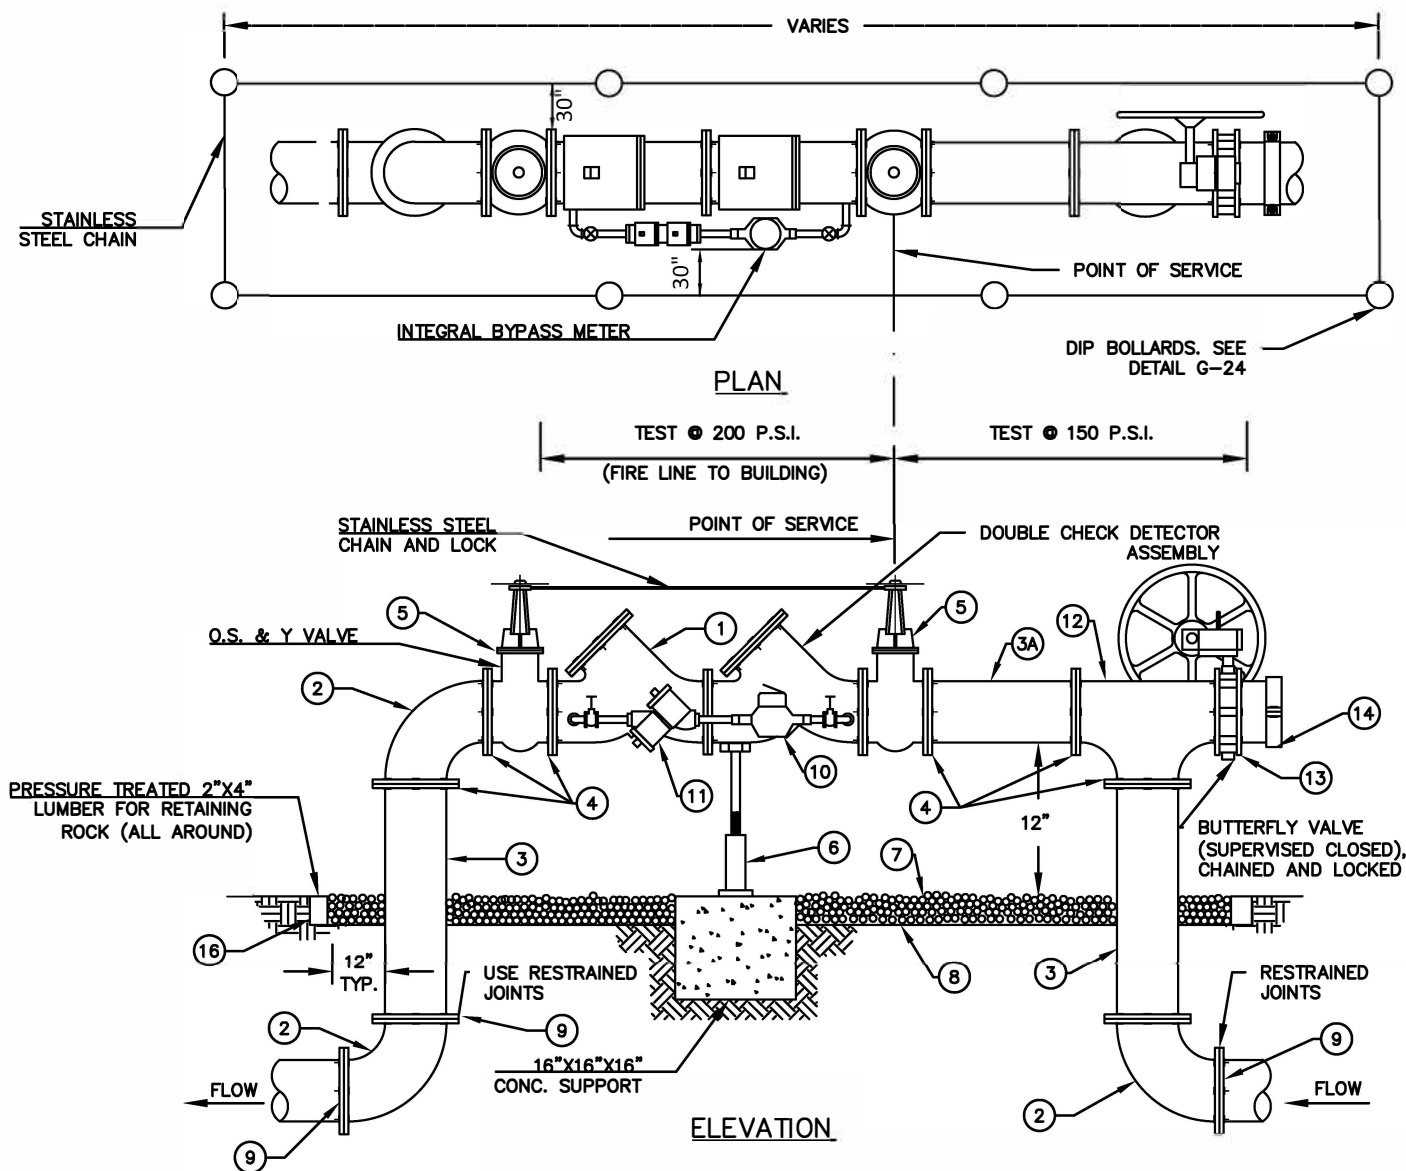 VARIES
30"
STAINLESS
STEEL CHAIN
30"
POINT OF SERVICE
INTEGRAL BYPASS METER
DIP BOLLARDS. SEE
DETAIL G-24
PLAN
TEST @ 200 P.S.I.
TEST @ 150 P.S.I.
(FIRE LINE TO BUILDING)
STAINLESS STEEL
CHAIN AND LOCK
POINT OF SERVICE
DOUBLE CHECK DETECTOR
ASSEMBLY
5
1
5
12
3A
O.S. & Y VALVE
2
14
10
13
11
4
4
PRESSURE TREATED 2"X4"
LUMBER FOR RETAINING
ROCK (ALL AROUND)
12"
BUTTERFLY VALVE
(SUPERVISED CLOSED),
CHAINED AND LOCKED
3
6
7
16
12"
TYP.
USE RESTRAINED
JOINTS
8
3
RESTRAINED
JOINTS
2
9
9
16"X16"X16"
CONC. SUPPORT
FLOW
FLOW
2
ELEVATION
9